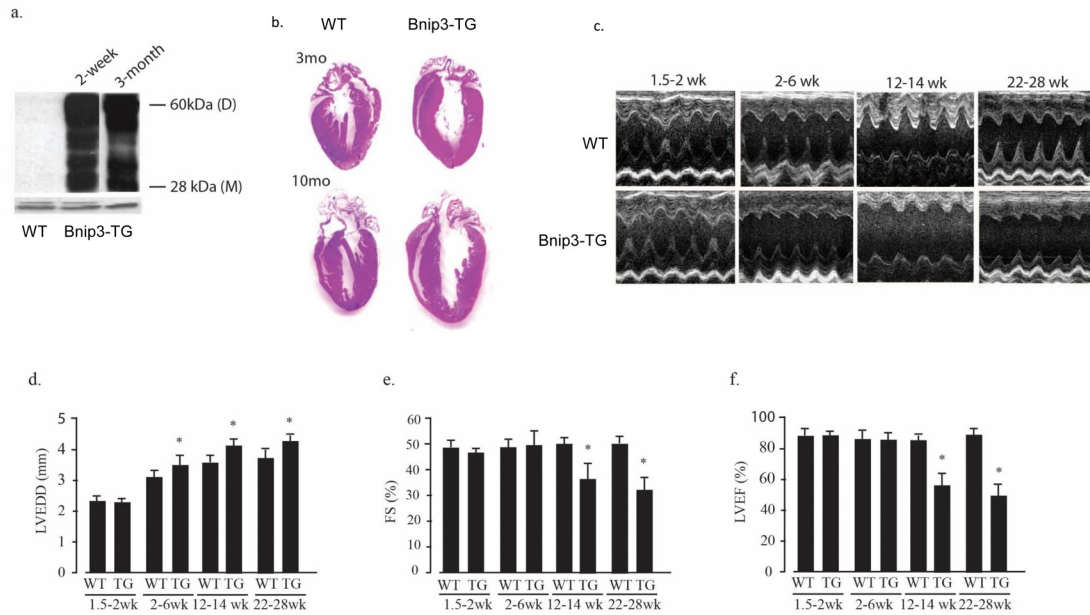 a.
2-week
3-month
60kDa (D)
28 kDa (M)
WT Bnip3-TG
b.
WT Bnip3-TG
3mo
10mo
c.
1.5-2 wk 2-6 wk 12-14 wk 22-28 wk
WT
Bnip3-TG
d.
LVEDD (mm)
5
4
3
2
1
0
WT TG WT TG WT TG WT TG
1.5-2wk 2-6wk 12-14 wk 22-28wk
* * *
e.
FS (%)
60
50
40
30
20
10
0
WT TG WT TG WT TG WT TG
1.5-2wk 2-6wk 12-14 wk 22-28wk
* *
f.
LVEF (%)
100
80
60
40
20
0
WT TG WT TG WT TG WT TG
1.5-2wk 2-6wk 12-14wk 22-28wk
* *